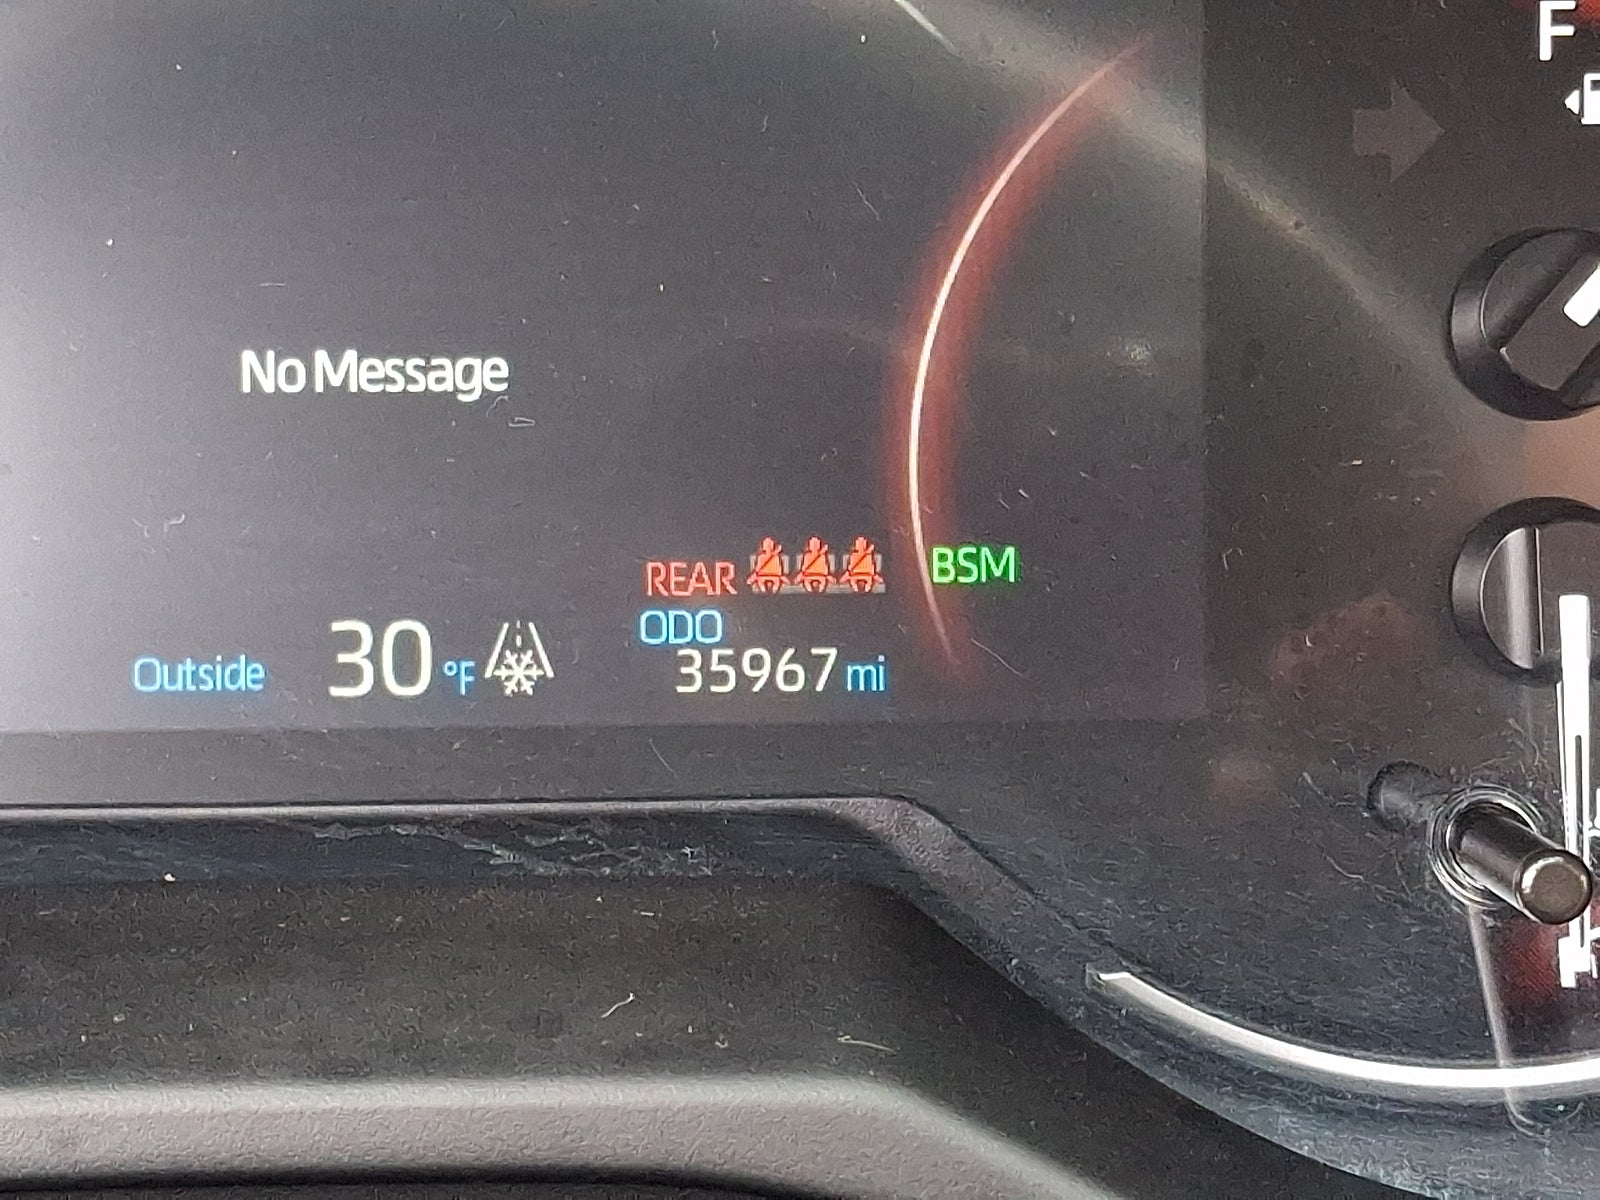 F
No Message
REAR
BSM
ODO
Outside 30 °F
35967 mi